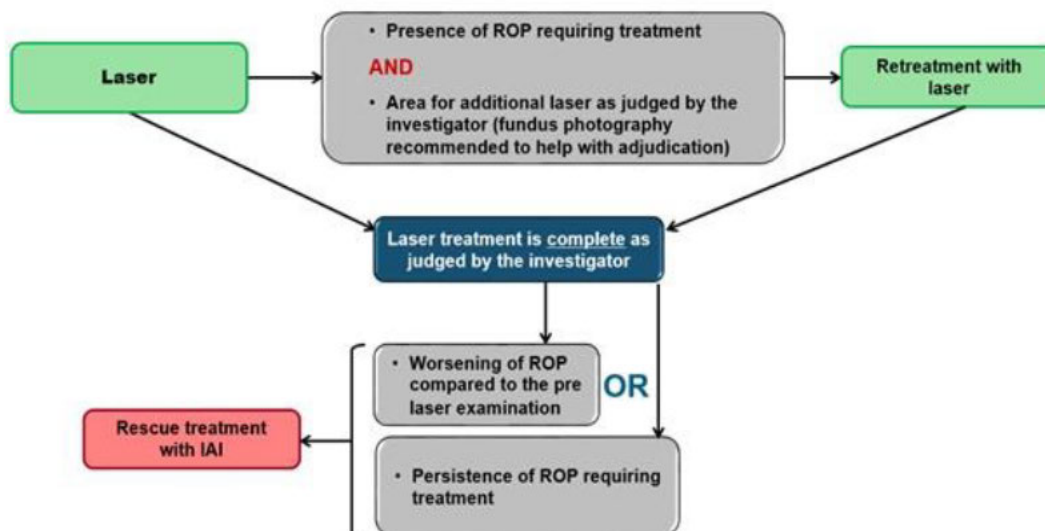 Laser
• Presence of ROP requiring treatment
AND
• Area for additional laser as judged by the
investigator (fundus photography
recommended to help with adjudication)
Retreatment with
laser
Laser treatment is complete as
judged by the investigator
• Worsening of ROP
compared to the pre
laser examination
OR
Rescue treatment
with IAI
• Persistence of ROP requiring
treatment